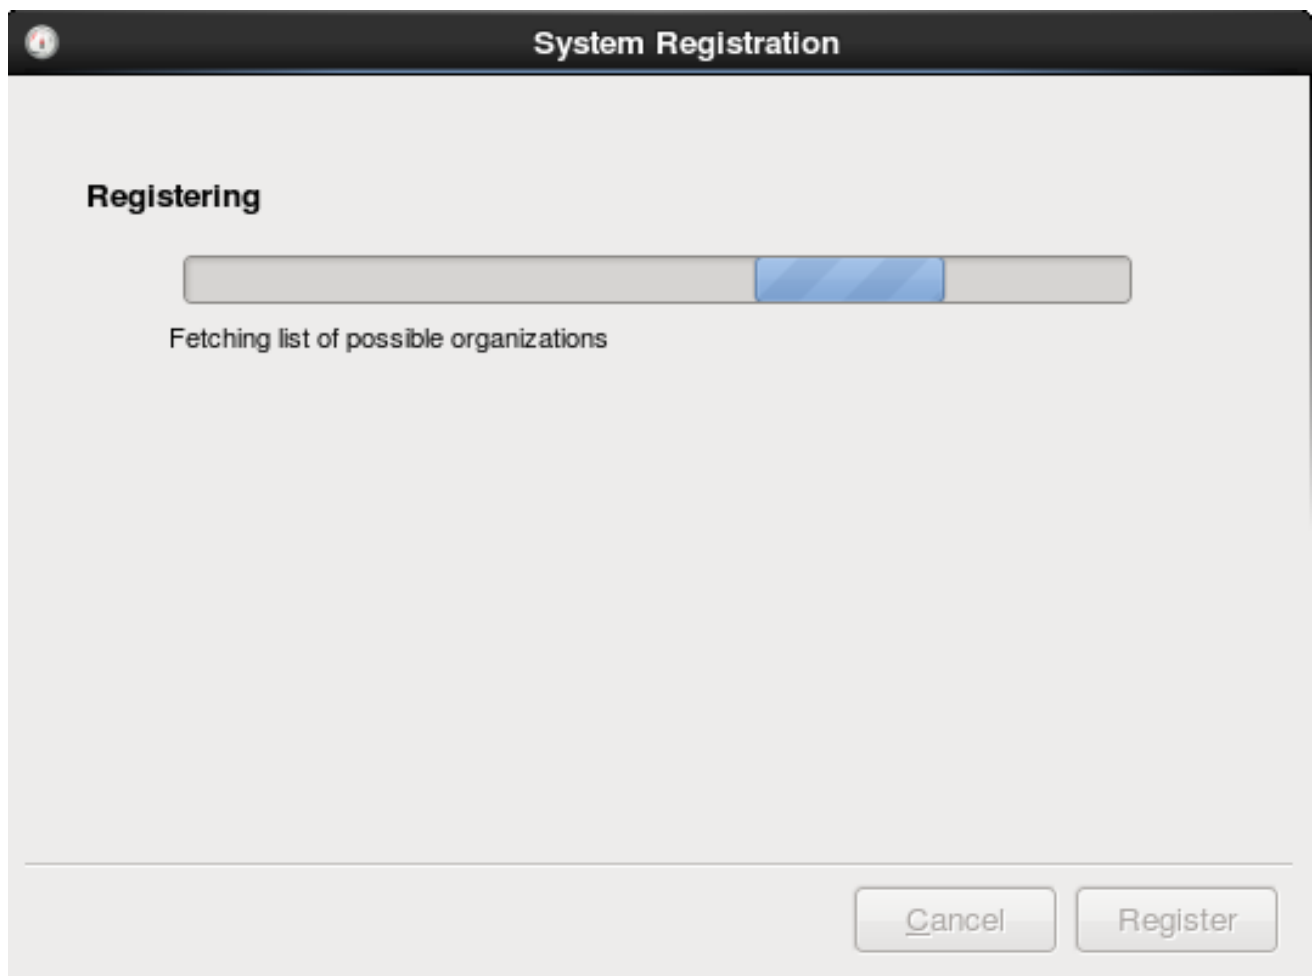 System Registration
Registering
Fetching list of possible organizations
Cancel
Register